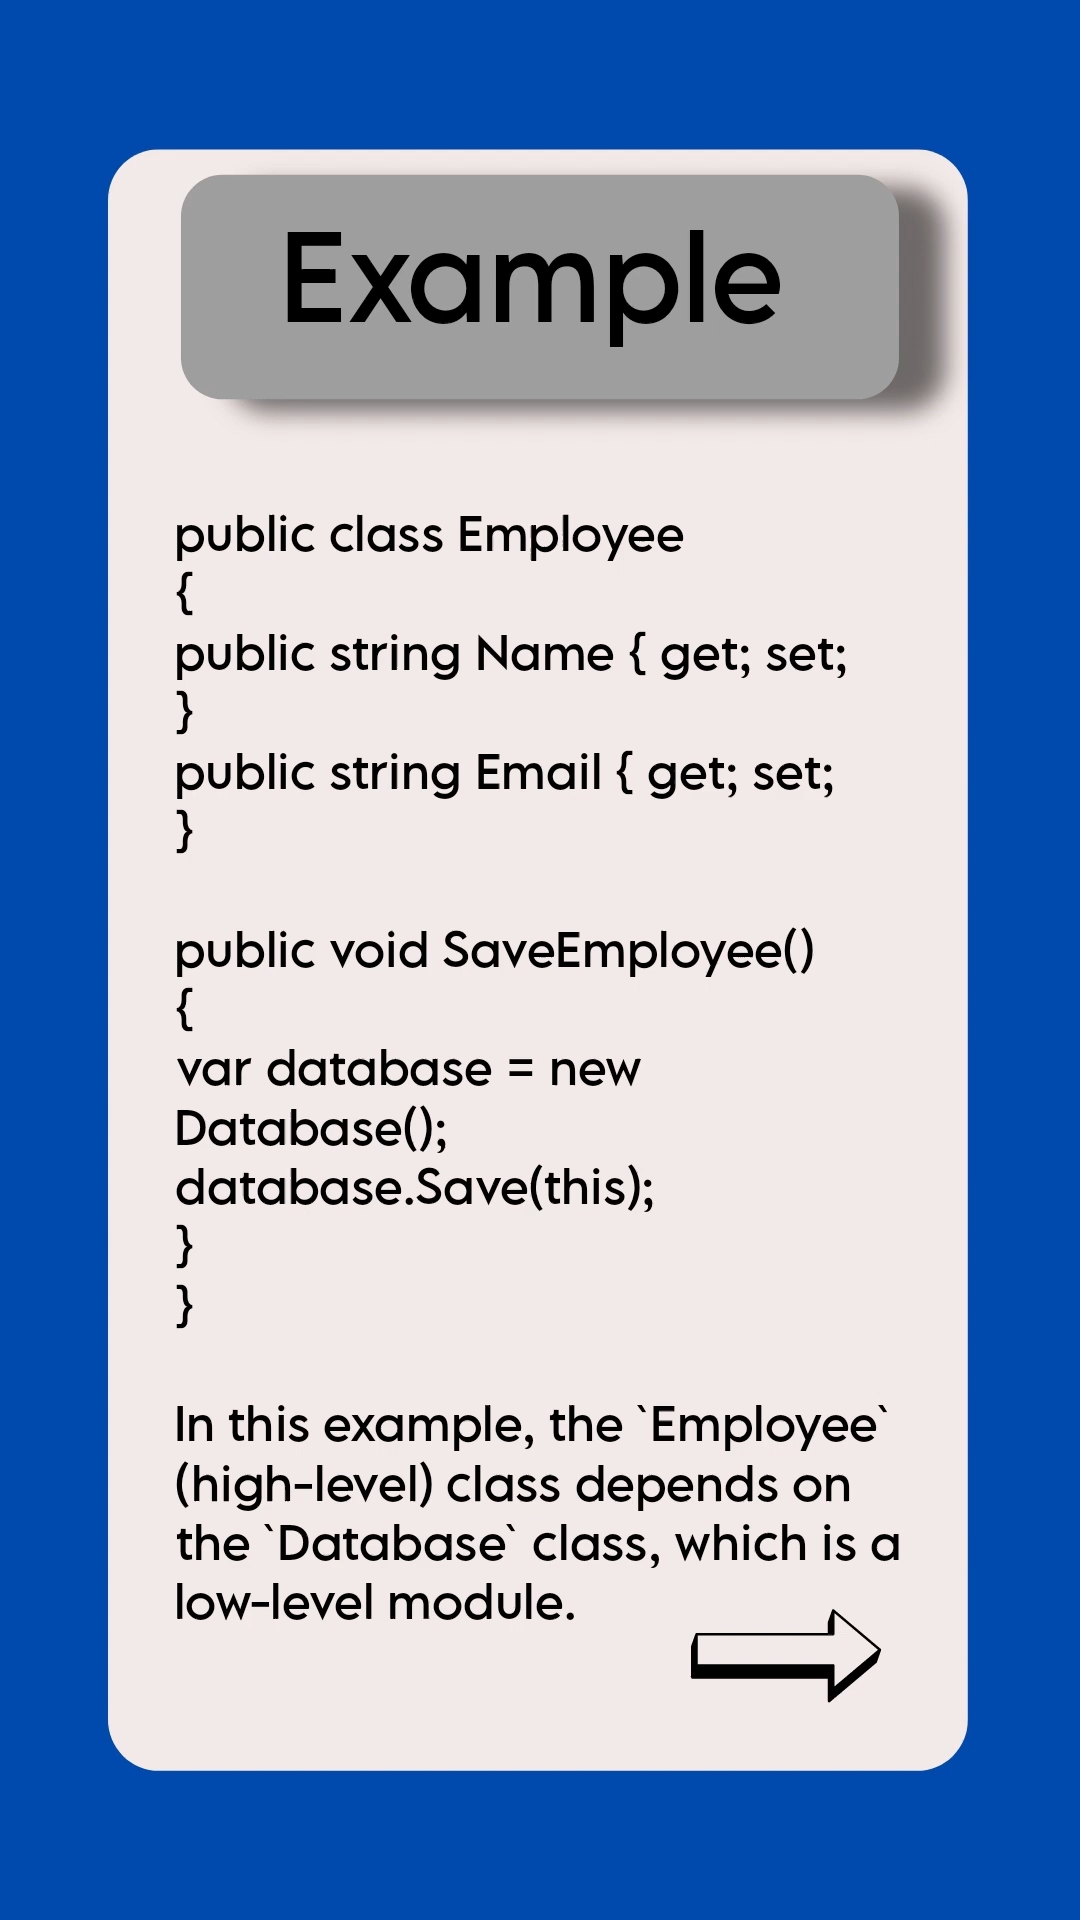 Example
public class Employee
{
public string Name { get; set;
}
public string Email { get; set;
}
public void SaveEmployee()
{
var database = new
Database();
database.Save(this);
}
}
In this example, the `Employee`
(high-level) class depends on
the `Database` class, which is a
low-level module.